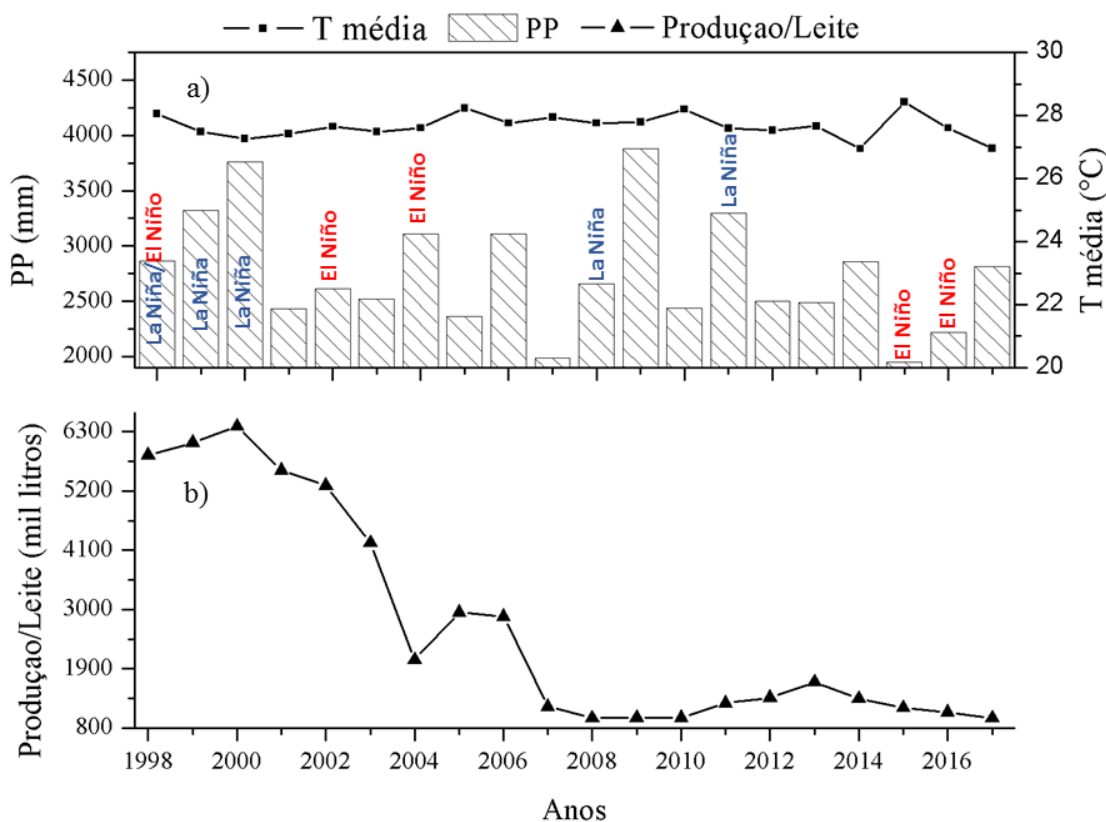 T média PP Produçao/Leite
a)
PP (mm)
4500
4000
3500
3000
2500
2000
T média (°C)
30
28
26
24
22
20
La Niña/El Niño
La Niña
La Niña
El Niño
El Niño
La Niña
La Niña
El Niño
El Niño
b)
Produçao/Leite (mil litros)
6300
5200
4100
3000
1900
800
1998 2000 2002 2004 2006 2008 2010 2012 2014 2016
Anos